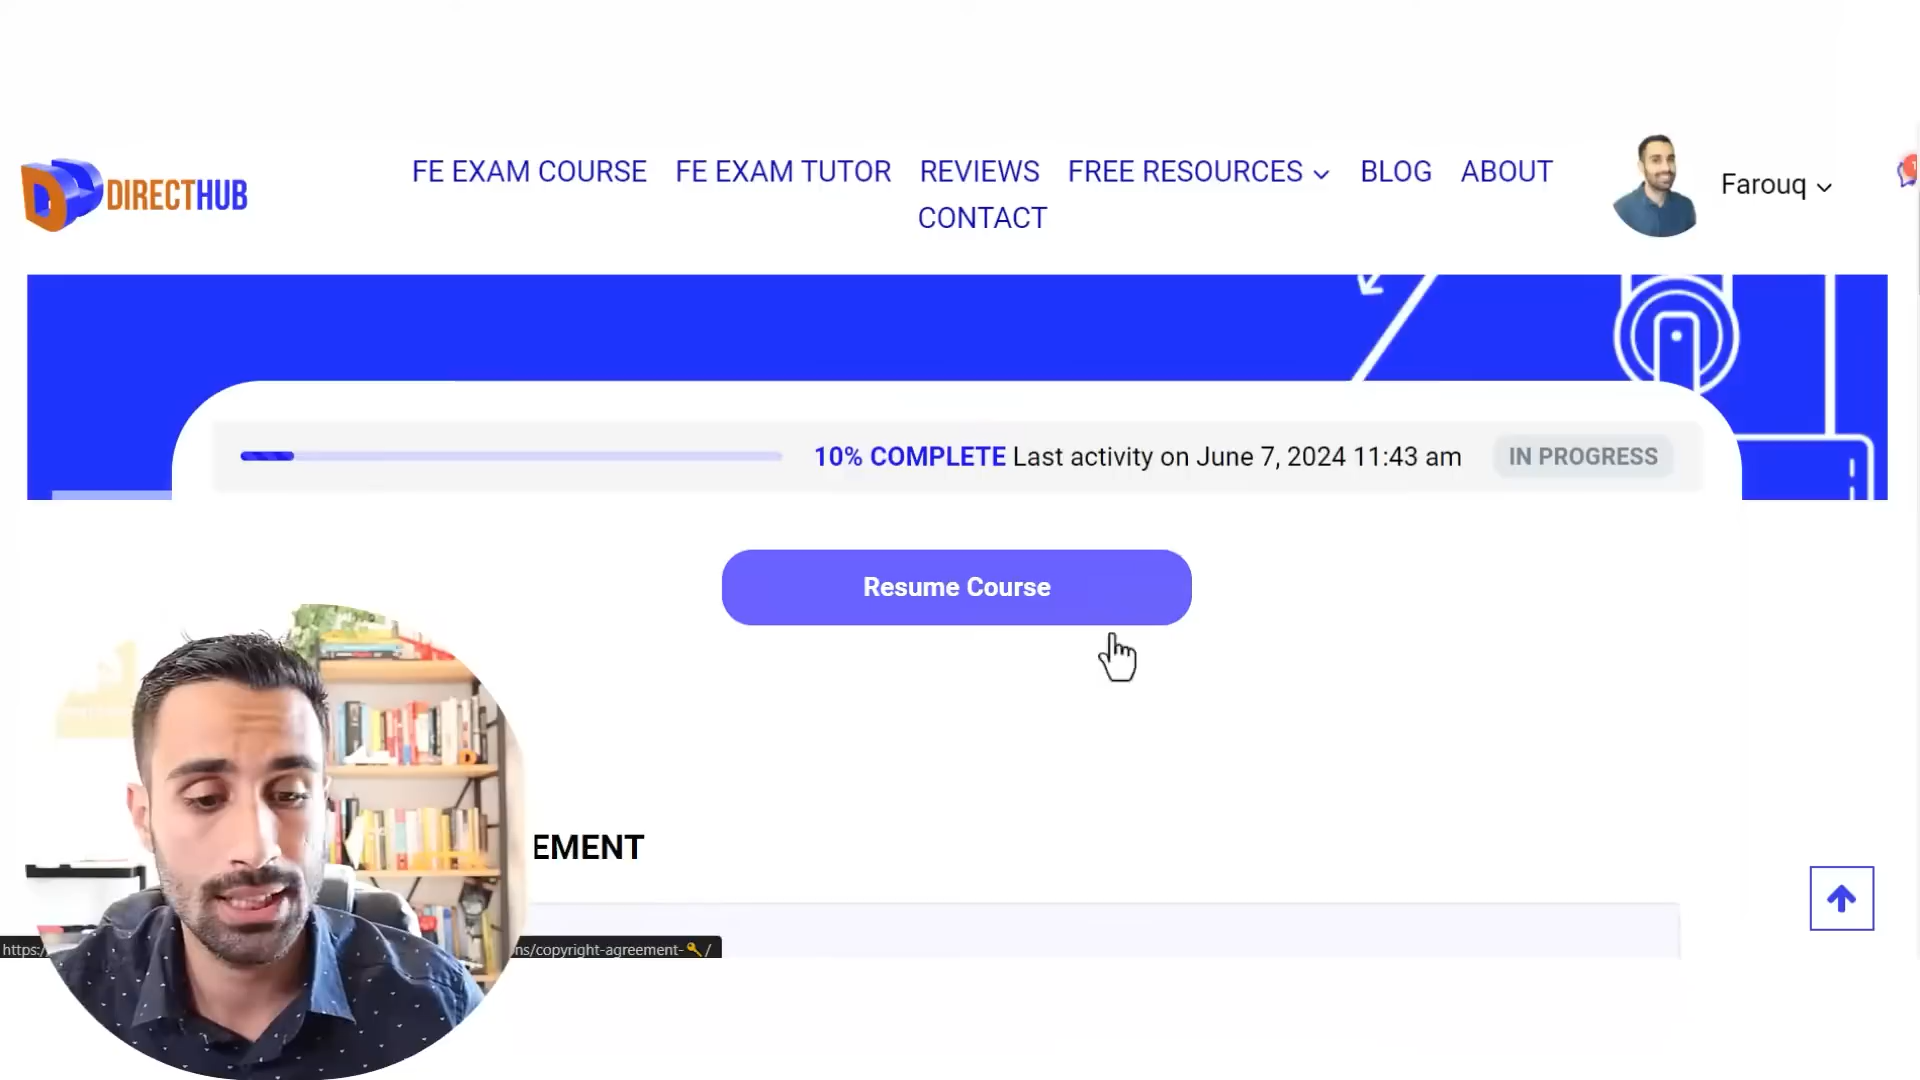 DIRECTHUB
FE EXAM COURSE FE EXAM TUTOR REVIEWS FREE RESOURCES BLOG ABOUT
CONTACT
Farouq
10% COMPLETE Last activity on June 7, 2024 11:43 am IN PROGRESS
Resume Course
EMENT
https:/ ns/copyright-agreement-🔑/